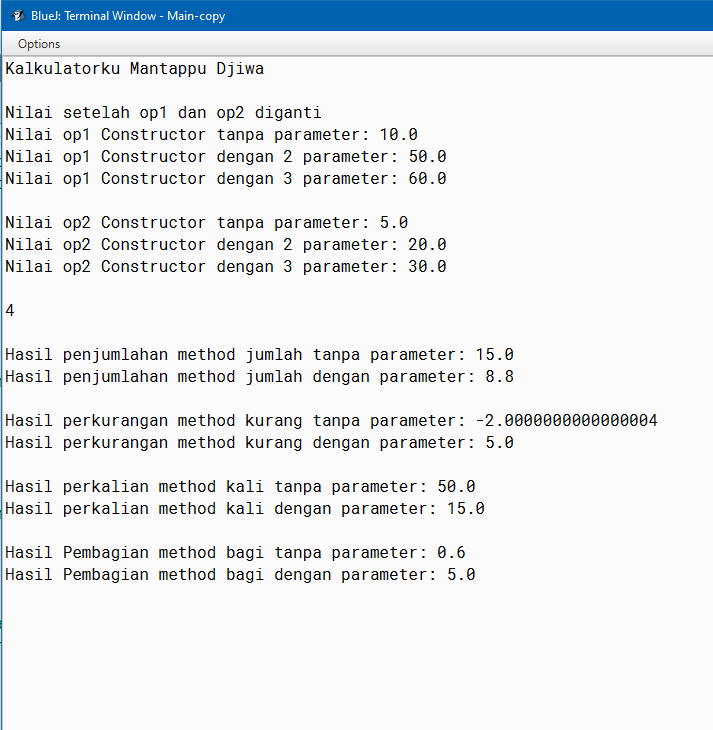 BlueJ: Terminal Window - Main-copy
Options
Kalkulatorku Mantappu Djiwa
Nilai setelah op1 dan op2 diganti
Nilai op1 Constructor tanpa parameter: 10.0
Nilai op1 Constructor dengan 2 parameter: 50.0
Nilai op1 Constructor dengan 3 parameter: 60.0
Nilai op2 Constructor tanpa parameter: 5.0
Nilai op2 Constructor dengan 2 parameter: 20.0
Nilai op2 Constructor dengan 3 parameter: 30.0
4
Hasil penjumlahan method jumlah tanpa parameter: 15.0
Hasil penjumlahan method jumlah dengan parameter: 8.8
Hasil perkurangan method kurang tanpa parameter: -2.0000000000000004
Hasil perkurangan method kurang dengan parameter: 5.0
Hasil perkalian method kali tanpa parameter: 50.0
Hasil perkalian method kali dengan parameter: 15.0
Hasil Pembagian method bagi tanpa parameter: 0.6
Hasil Pembagian method bagi dengan parameter: 5.0